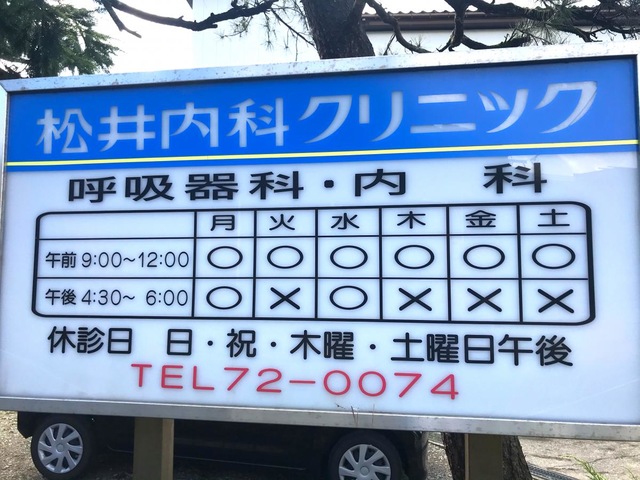 松井内科クリニック
呼吸器科・内 科
月 火 水 木 金 土
午前 9:00~12:00 ○ ○ ○ ○ ○ ○
午後 4:30~ 6:00 ○ × ○ × × ×
休診日 日・祝・木曜・土曜日午後
TEL72-0074